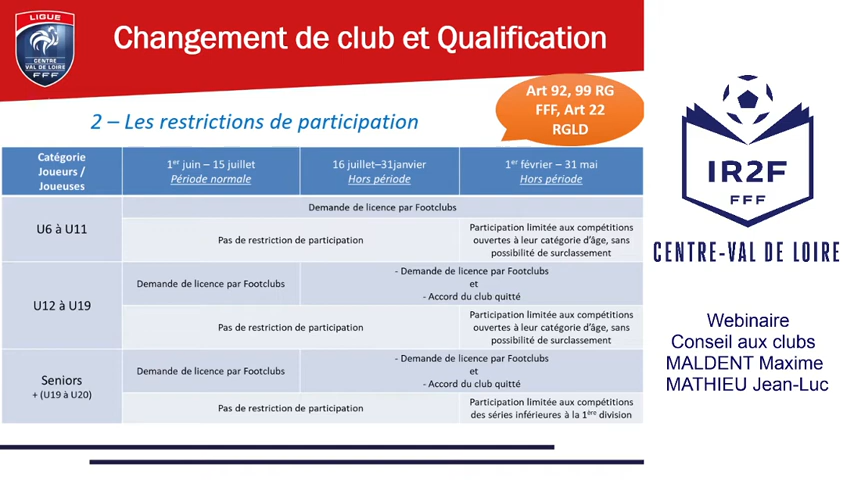 LIGUE
CENTRE
VAL DE LOIRE
FFF
Changement de club et Qualification
Art 92, 99 RG
FFF, Art 22
RGLD
2 – Les restrictions de participation
Catégorie
Joueurs /
Joueuses
1er juin – 15 juillet
Période normale
16 juillet–31janvier
Hors période
1er février – 31 mai
Hors période
U6 à U11
Demande de licence par Footclubs
Pas de restriction de participation
Participation limitée aux compétitions
ouvertes à leur catégorie d'âge, sans
possibilité de surclassement
U12 à U19
Demande de licence par Footclubs
- Demande de licence par Footclubs
et
- Accord du club quitté
Pas de restriction de participation
Participation limitée aux compétitions
ouvertes à leur catégorie d'âge, sans
possibilité de surclassement
Seniors
+ (U19 à U20)
Demande de licence par Footclubs
- Demande de licence par Footclubs
et
- Accord du club quitté
Pas de restriction de participation
Participation limitée aux compétitions
des séries inférieures à la 1ère division
IR2F
FFF
CENTRE-VAL DE LOIRE
Webinaire
Conseil aux clubs
MALDENT Maxime
MATHIEU Jean-Luc